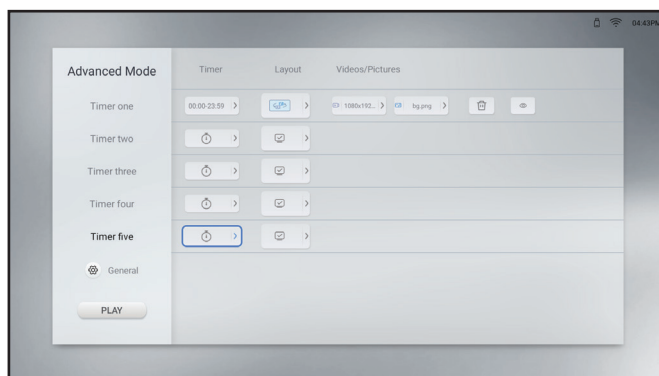 04:43PM
Advanced Mode Timer Layout Videos/Pictures
Timer one 00:00-23:59 1080x192... bg.png
Timer two
Timer three
Timer four
Timer five
General
PLAY